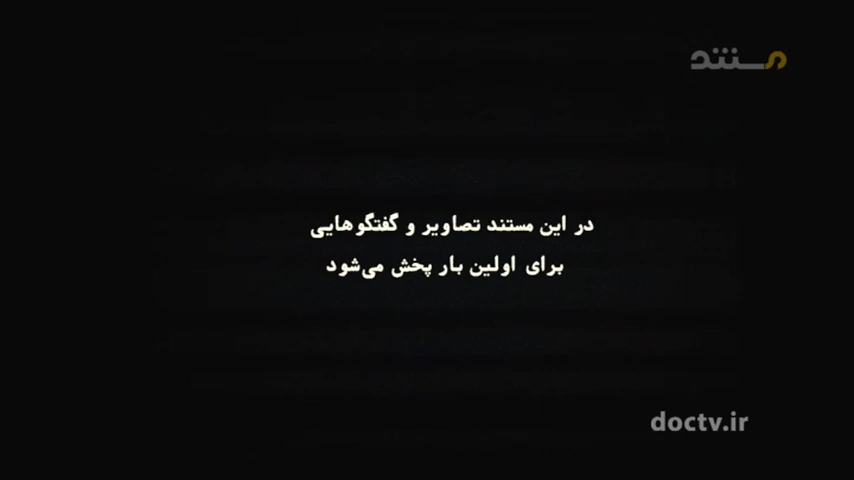 مستند
در این مستند تصاویر و گفتگوهایی
برای اولین بار پخش می‌شود
doctv.ir